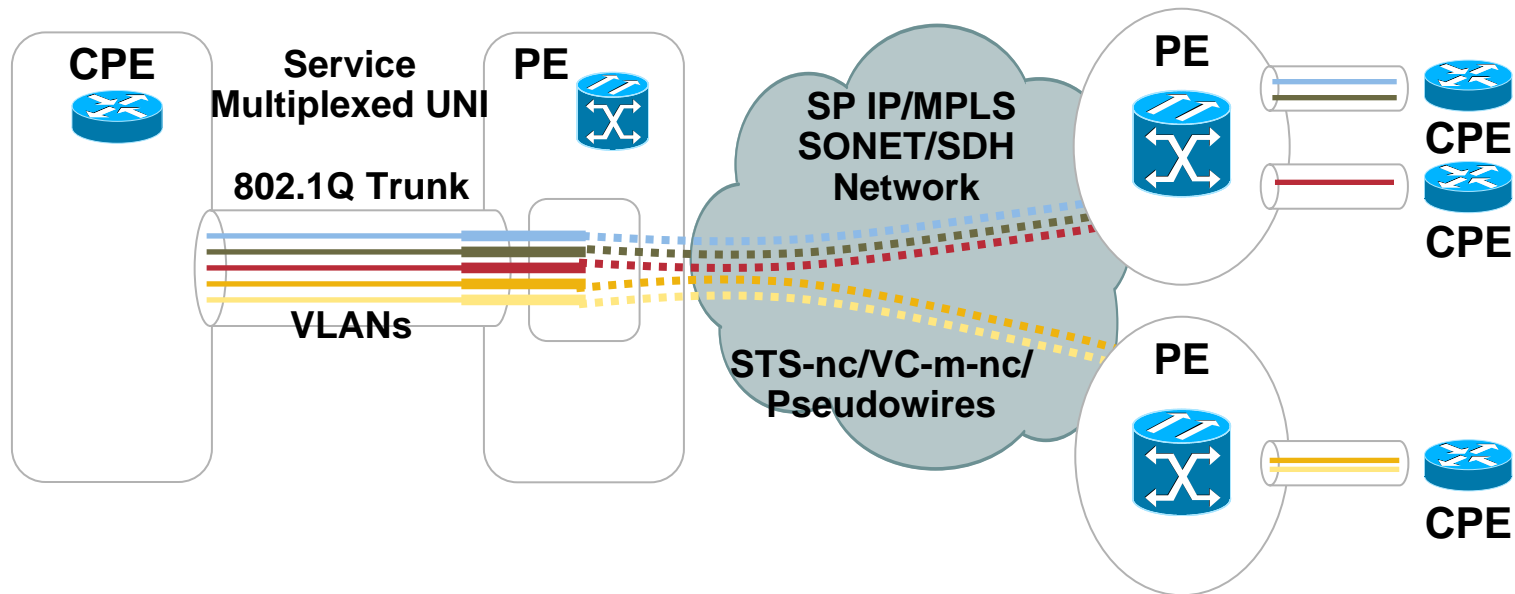 CPE
Service
Multiplexed UNI
PE
802.1Q Trunk
VLANs
SP IP/MPLS
SONET/SDH
Network
STS-nc/VC-m-nc/
Pseudowires
PE
CPE
CPE
PE
CPE